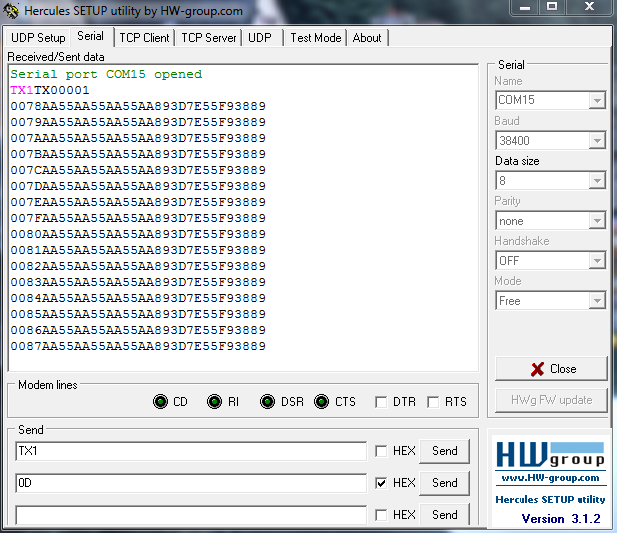 Hercules SETUP utility by HW-group.com
UDP Setup Serial TCP Client TCP Server UDP Test Mode About
Received/Sent data
Serial port COM15 opened
TX1TX00001
0078AA55AA55AA55AA893D7E55F93889
0079AA55AA55AA55AA893D7E55F93889
007AAA55AA55AA55AA893D7E55F93889
007BAA55AA55AA55AA893D7E55F93889
007CAA55AA55AA55AA893D7E55F93889
007DAA55AA55AA55AA893D7E55F93889
007EAA55AA55AA55AA893D7E55F93889
007FAA55AA55AA55AA893D7E55F93889
0080AA55AA55AA55AA893D7E55F93889
0081AA55AA55AA55AA893D7E55F93889
0082AA55AA55AA55AA893D7E55F93889
0083AA55AA55AA55AA893D7E55F93889
0084AA55AA55AA55AA893D7E55F93889
0085AA55AA55AA55AA893D7E55F93889
0086AA55AA55AA55AA893D7E55F93889
0087AA55AA55AA55AA893D7E55F93889
Serial
Name
COM15
Baud
38400
Data size
8
Parity
none
Handshake
OFF
Mode
Free
Close
HWg FW update
Modem lines
CD RI DSR CTS DTR RTS
Send
TX1 HEX Send
0D HEX Send
HEX Send
HW group
www.HW-group.com
Hercules SETUP utility
Version 3.1.2